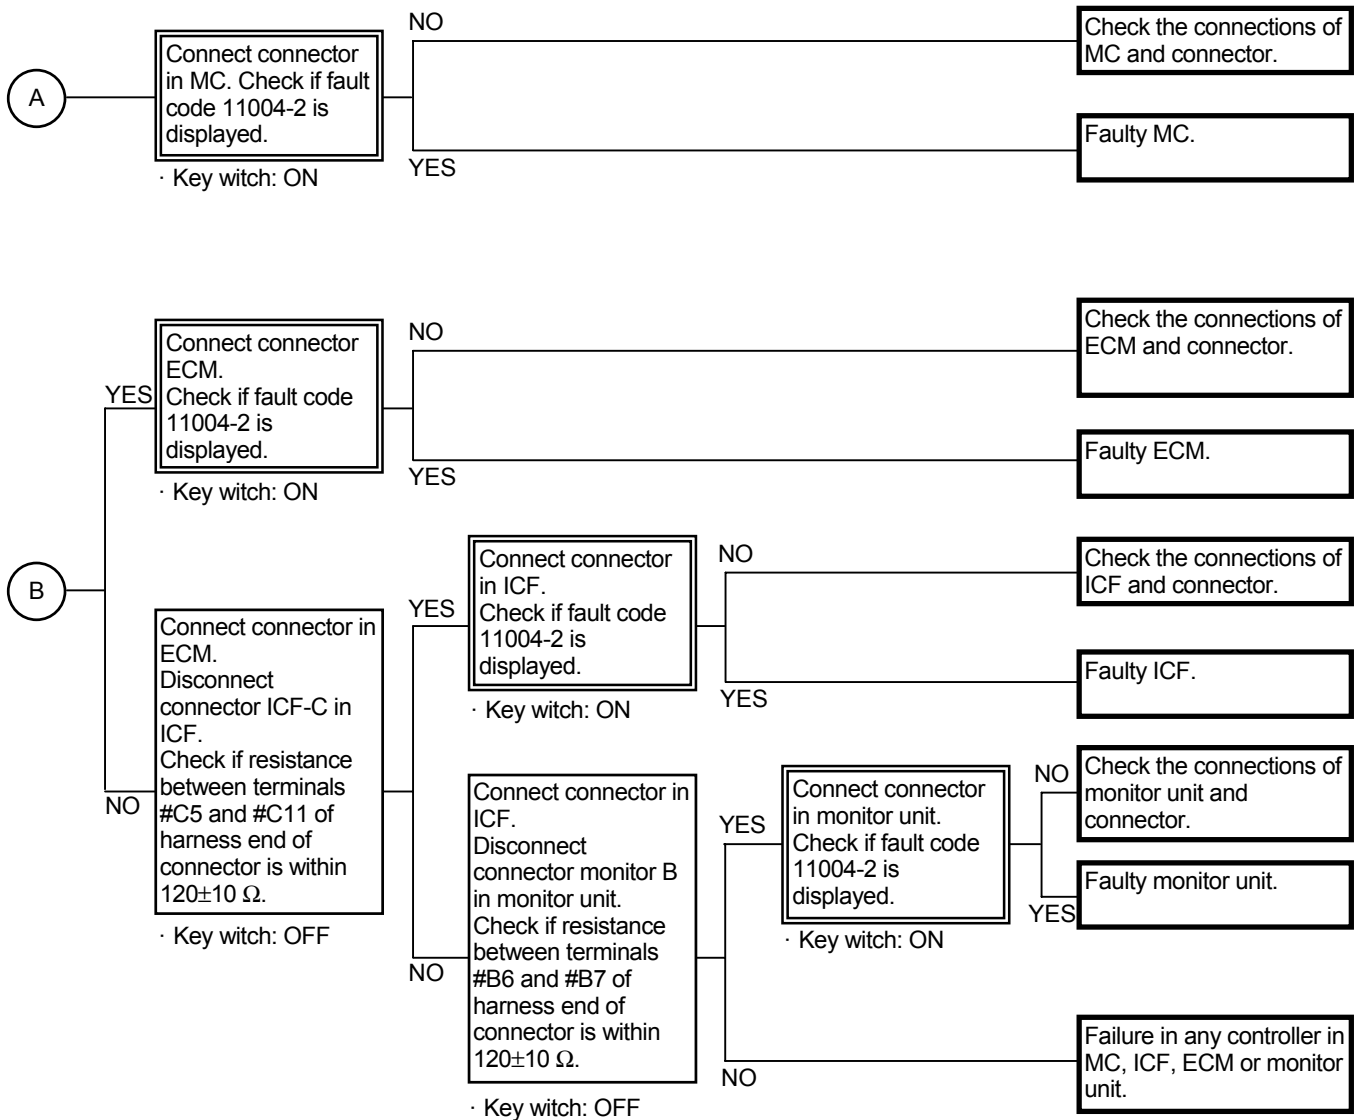 A
Connect connector
in MC. Check if fault
code 11004-2 is
displayed.
· Key witch: ON
NO
YES
Check the connections of
MC and connector.
Faulty MC.
B
YES
Connect connector
ECM.
Check if fault code
11004-2 is
displayed.
· Key witch: ON
NO
YES
Check the connections of
ECM and connector.
Faulty ECM.
NO
Connect connector in
ECM.
Disconnect
connector ICF-C in
ICF.
Check if resistance
between terminals
#C5 and #C11 of
harness end of
connector is within
120±10 Ω.
· Key witch: OFF
YES
Connect connector
in ICF.
Check if fault code
11004-2 is
displayed.
· Key witch: ON
NO
YES
Check the connections of
ICF and connector.
Faulty ICF.
NO
Connect connector in
ICF.
Disconnect
connector monitor B
in monitor unit.
Check if resistance
between terminals
#B6 and #B7 of
harness end of
connector is within
120±10 Ω.
· Key witch: OFF
YES
Connect connector
in monitor unit.
Check if fault code
11004-2 is
displayed.
· Key witch: ON
NO
YES
Check the connections of
monitor unit and
connector.
Faulty monitor unit.
NO
Failure in any controller in
MC, ICF, ECM or monitor
unit.